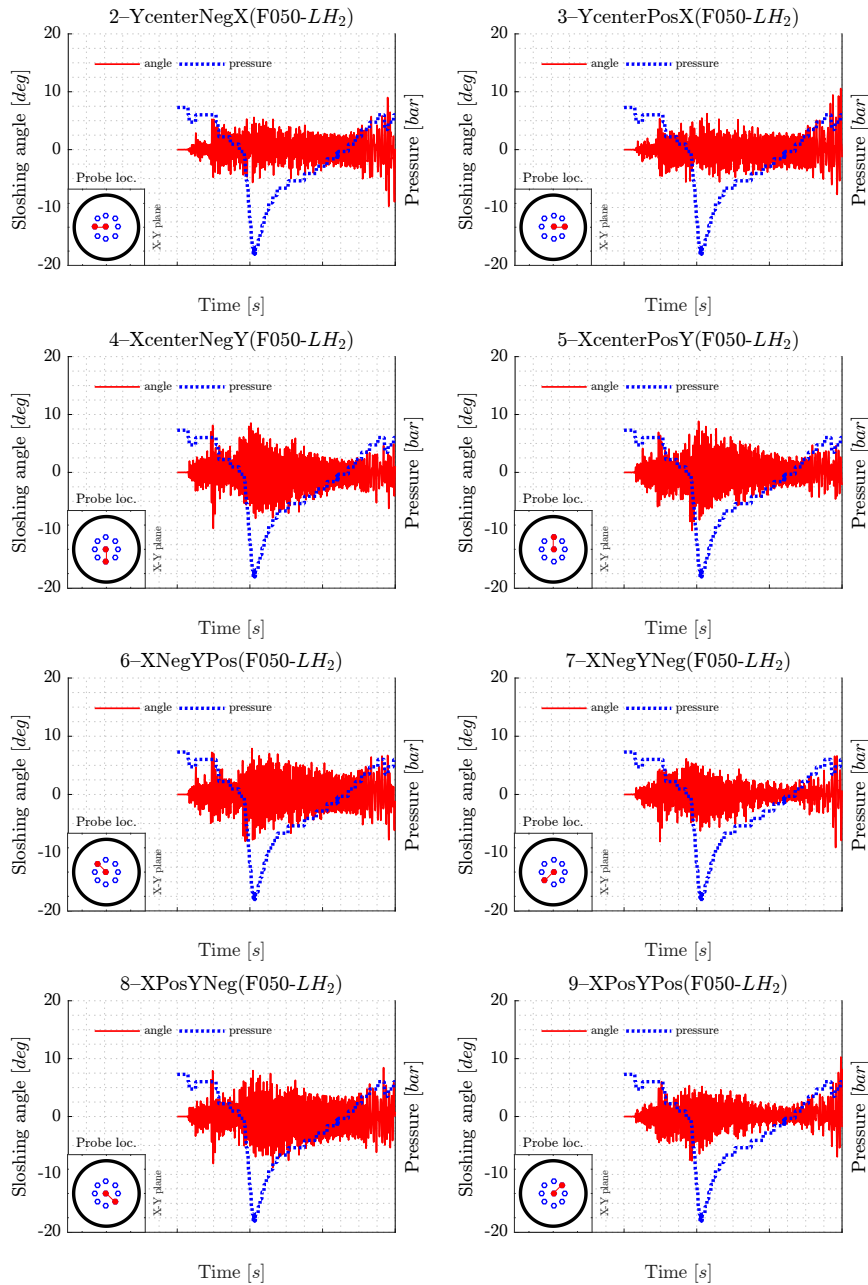 2–YcenterNegX(F050-LH₂)
20
10
0
-10
-20
Sloshing angle [deg]
angle
pressure
Probe loc.
X-Y plane
Pressure [bar]
Time [s]
3–YcenterPosX(F050-LH₂)
20
10
0
-10
-20
Sloshing angle [deg]
angle
pressure
Probe loc.
X-Y plane
Pressure [bar]
Time [s]
4–XcenterNegY(F050-LH₂)
20
10
0
-10
-20
Sloshing angle [deg]
angle
pressure
Probe loc.
X-Y plane
Pressure [bar]
Time [s]
5–XcenterPosY(F050-LH₂)
20
10
0
-10
-20
Sloshing angle [deg]
angle
pressure
Probe loc.
X-Y plane
Pressure [bar]
Time [s]
6–XNegYPos(F050-LH₂)
20
10
0
-10
-20
Sloshing angle [deg]
angle
pressure
Probe loc.
X-Y plane
Pressure [bar]
Time [s]
7–XNegYNeg(F050-LH₂)
20
10
0
-10
-20
Sloshing angle [deg]
angle
pressure
Probe loc.
X-Y plane
Pressure [bar]
Time [s]
8–XPosYNeg(F050-LH₂)
20
10
0
-10
-20
Sloshing angle [deg]
angle
pressure
Probe loc.
X-Y plane
Pressure [bar]
Time [s]
9–XPosYPos(F050-LH₂)
20
10
0
-10
-20
Sloshing angle [deg]
angle
pressure
Probe loc.
X-Y plane
Pressure [bar]
Time [s]